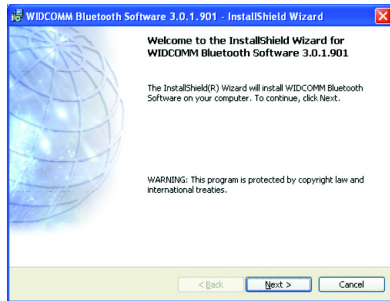 WIDCOMM Bluetooth Software 3.0.1.901 - InstallShield Wizard
Welcome to the InstallShield Wizard for
WIDCOMM Bluetooth Software 3.0.1.901
The InstallShield(R) Wizard will install WIDCOMM Bluetooth
Software on your computer. To continue, click Next.
WARNING: This program is protected by copyright law and
international treaties.
< Back
Next >
Cancel